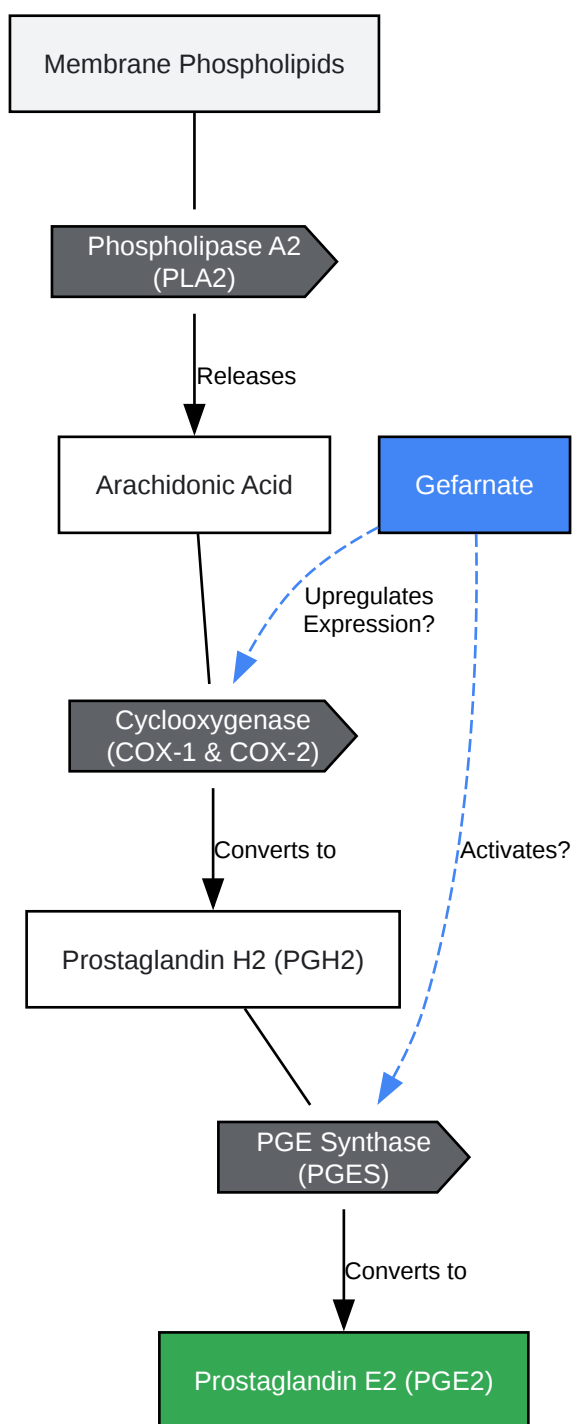 Membrane Phospholipids
Phospholipase A2
(PLA2)
Releases
Arachidonic Acid
Gefarnate
Upregulates
Expression?
Cyclooxygenase
(COX-1 & COX-2)
Converts to
Activates?
Prostaglandin H2 (PGH2)
PGE Synthase
(PGES)
Converts to
Prostaglandin E2 (PGE2)